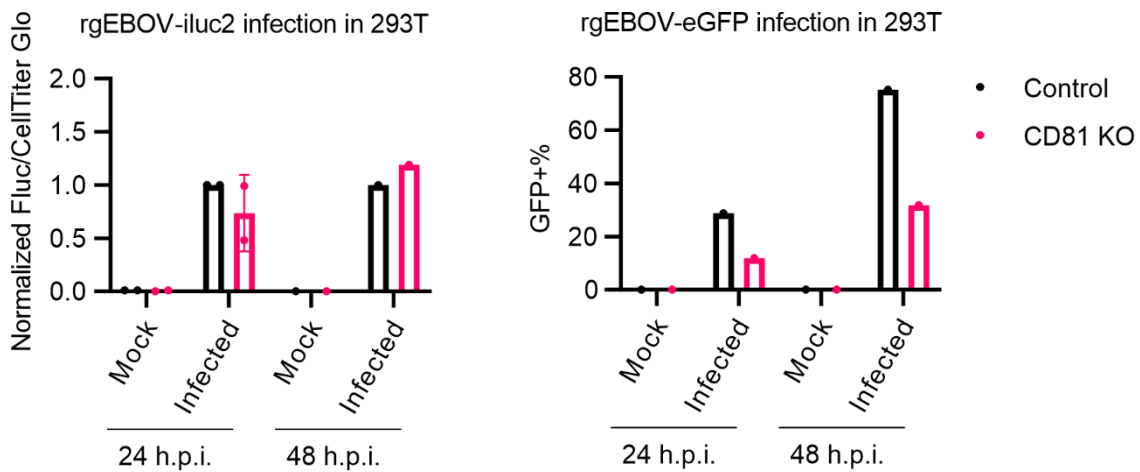 rgEBOV-iluc2 infection in 293T
Normalized Fluc/CellTiter Glo
2.0
1.5
1.0
0.5
0.0
Mock
Infected
Mock
Infected
24 h.p.i.
48 h.p.i.
rgEBOV-eGFP infection in 293T
GFP+%
80
60
40
20
0
Mock
Infected
Mock
Infected
24 h.p.i.
48 h.p.i.
Control
CD81 KO